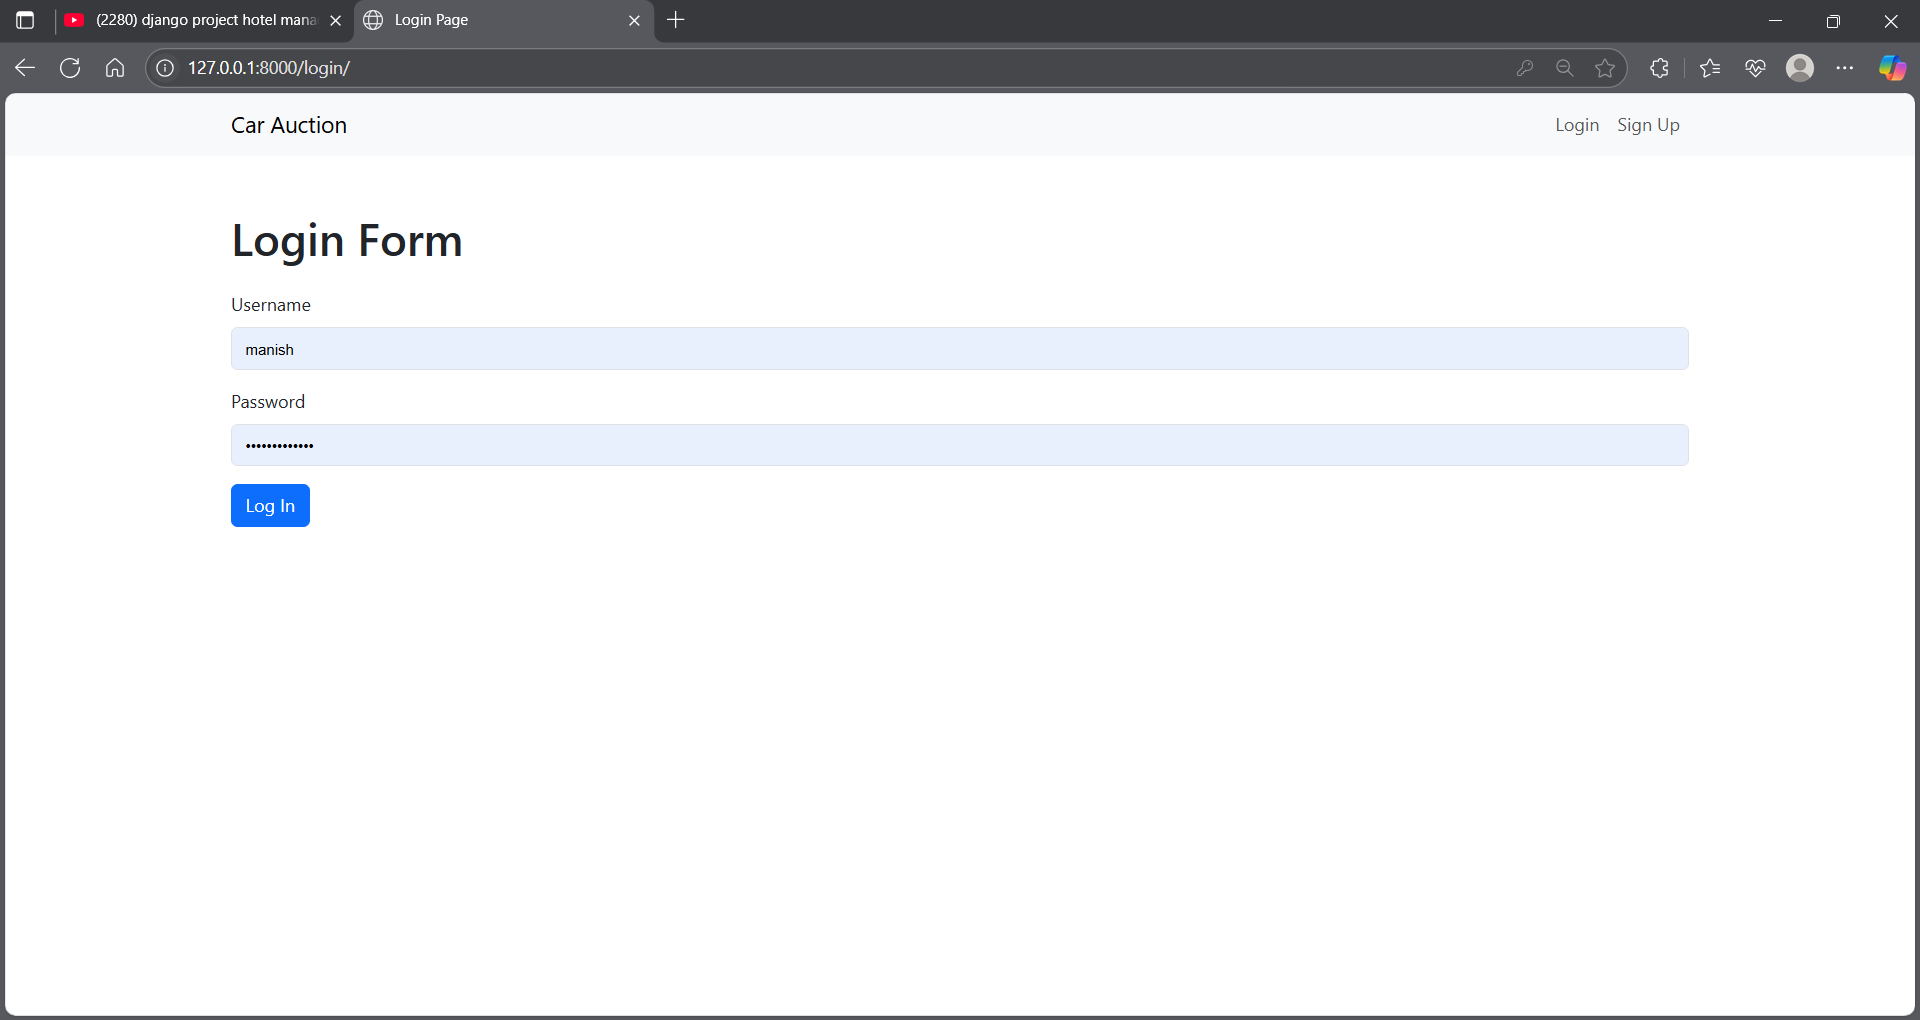 (2280) django project hotel mana
Login Page
127.0.0.1:8000/login/
Car Auction
Login Sign Up
Login Form
Username
manish
Password
•••••••••••••
Log In